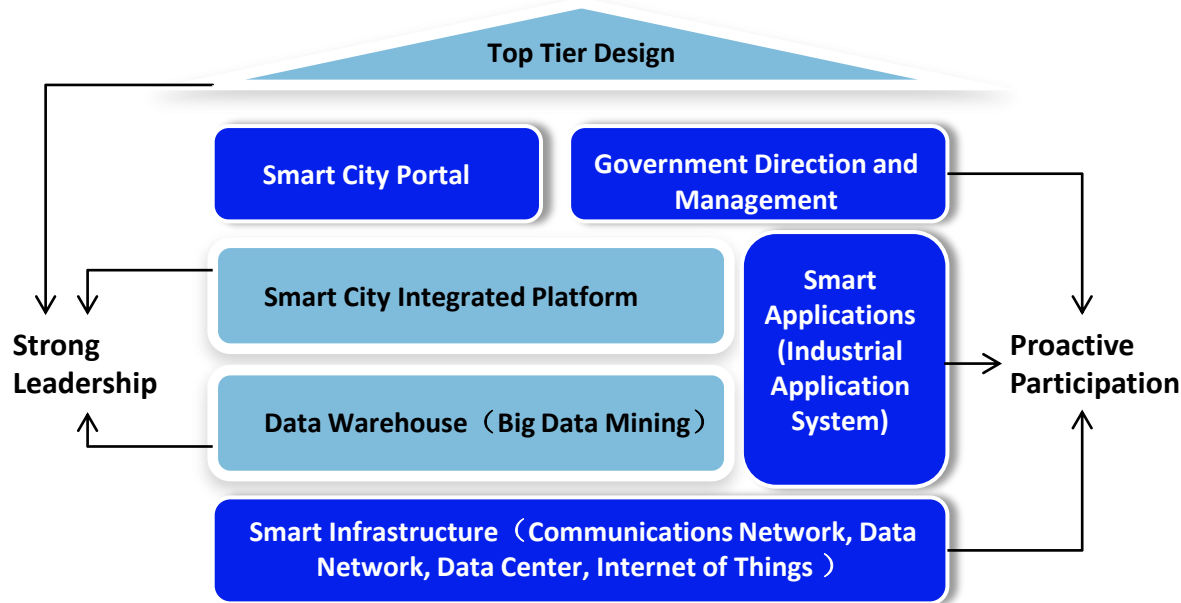 Top Tier Design
Smart City Portal
Government Direction and
Management
Smart City Integrated Platform
Smart
Applications
(Industrial
Application
System)
Strong
Leadership
Proactive
Participation
Data Warehouse（Big Data Mining）
Smart Infrastructure（Communications Network, Data
Network, Data Center, Internet of Things ）